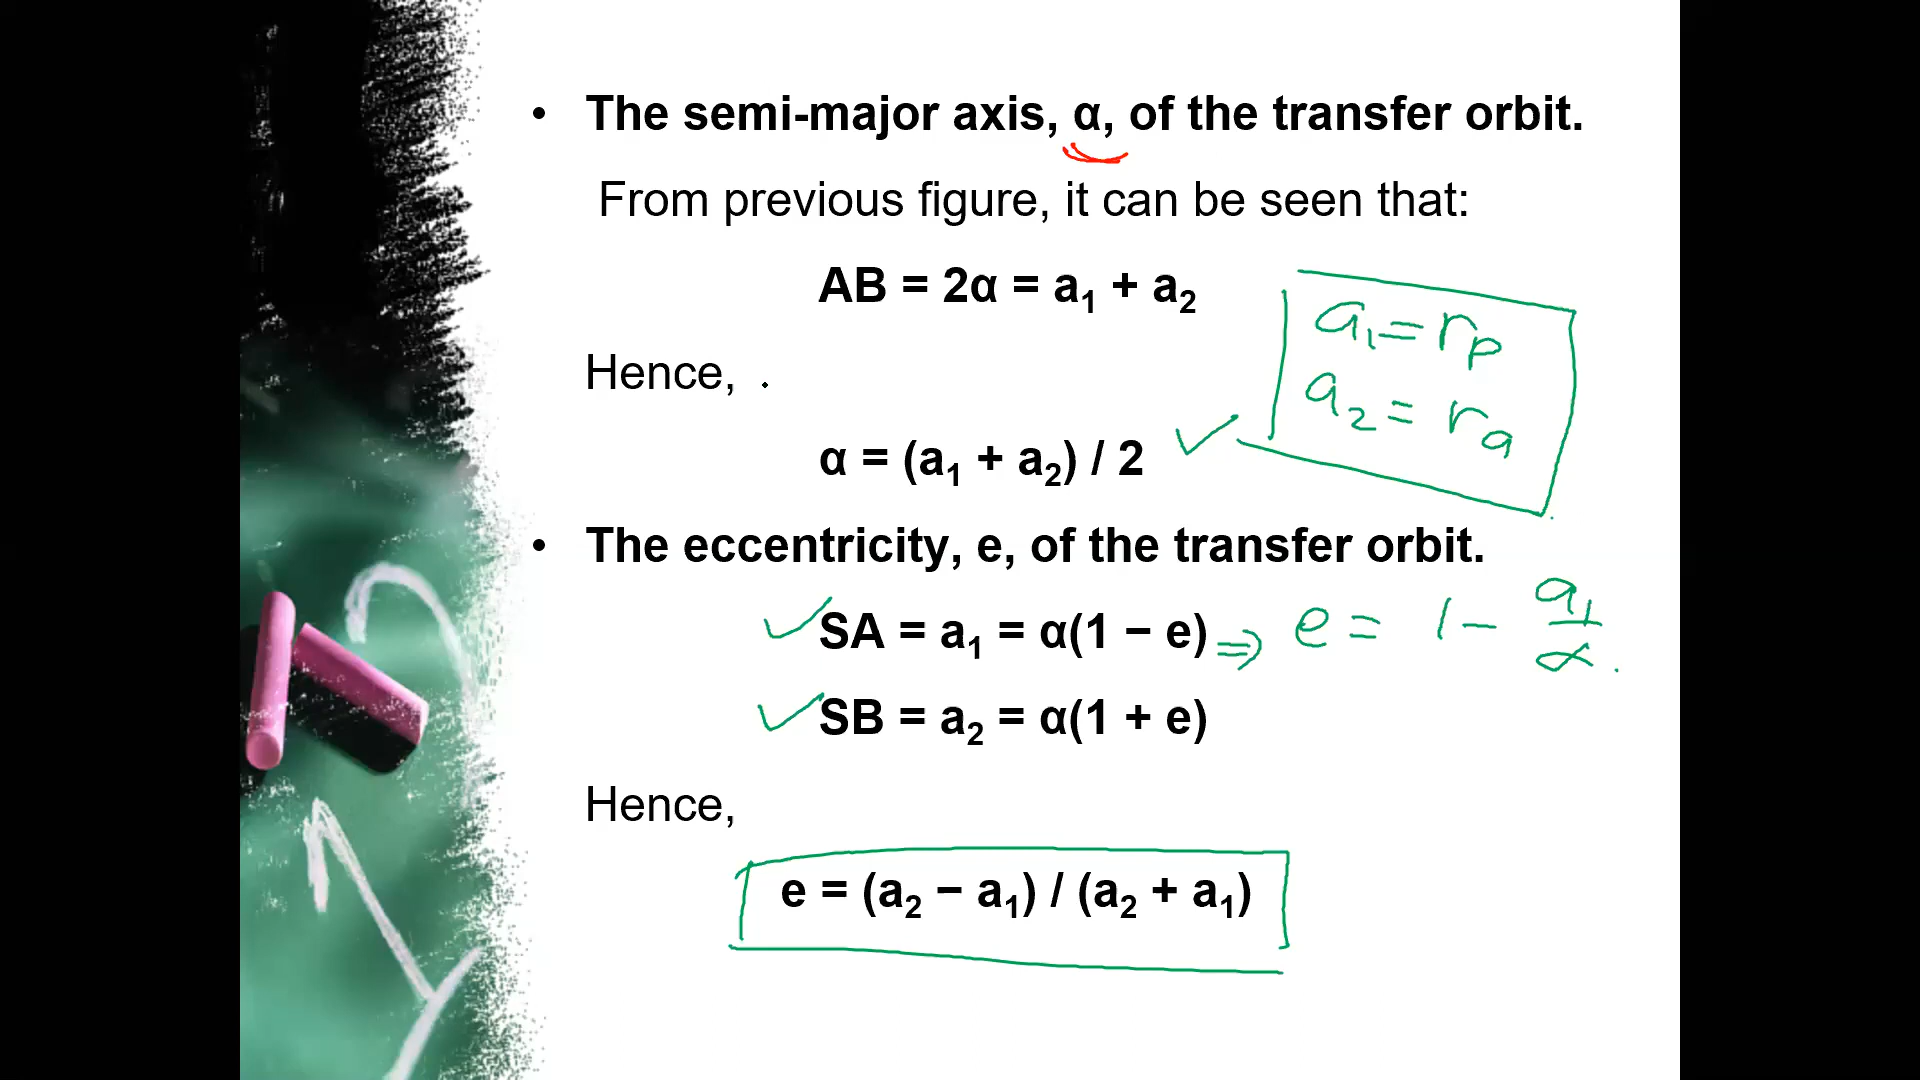 • The semi-major axis, α, of the transfer orbit.
From previous figure, it can be seen that:
AB = 2α = a₁ + a₂
a₁ = rₚ
Hence, .
a₂ = rₐ
α = (a₁ + a₂) / 2 ✓
• The eccentricity, e, of the transfer orbit.
✓ SA = a₁ = α(1 − e) ⇒ e = 1 − a₁/α.
✓ SB = a₂ = α(1 + e)
Hence,
e = (a₂ − a₁) / (a₂ + a₁)